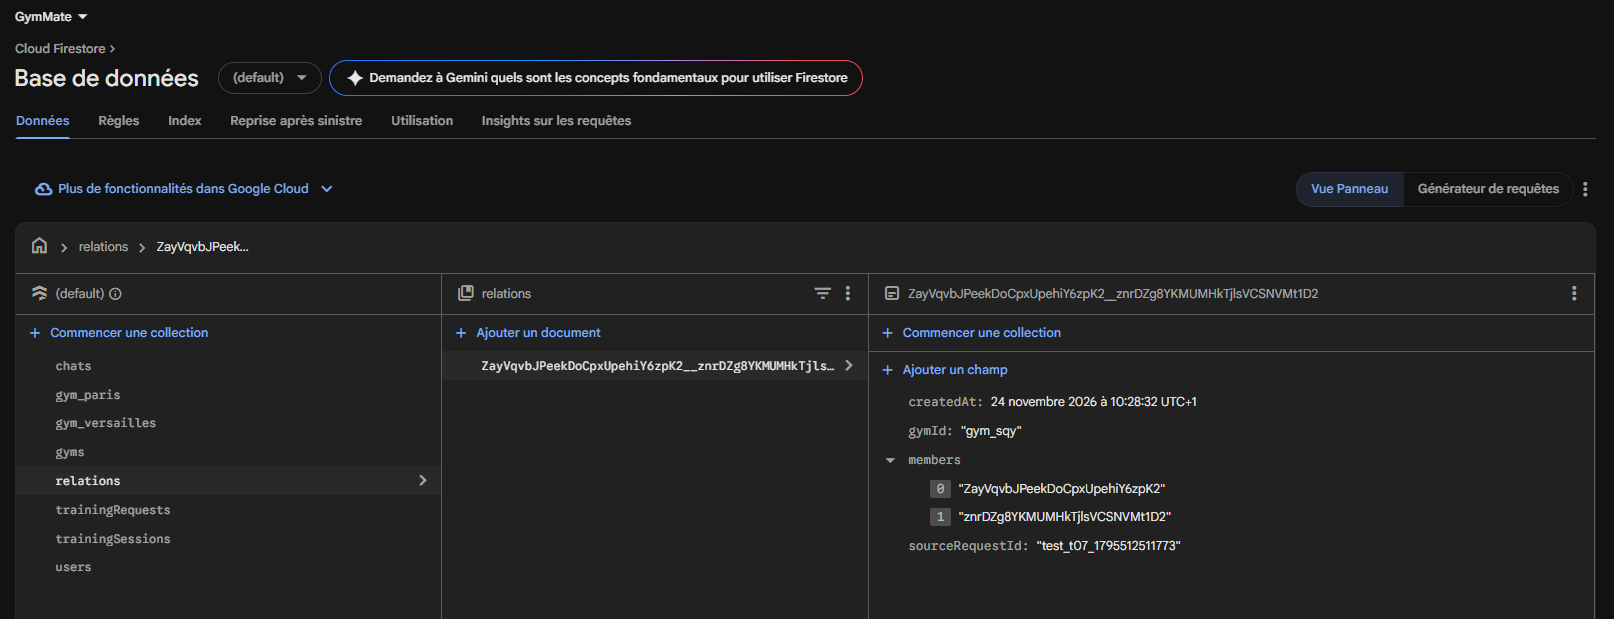 GymMate
Cloud Firestore
Base de données (default) Demandez à Gemini quels sont les concepts fondamentaux pour utiliser Firestore
Données Règles Index Reprise après sinistre Utilisation Insights sur les requêtes
Plus de fonctionnalités dans Google Cloud Vue Panneau Générateur de requêtes
relations ZayVqvbJPeek...
(default) relations ZayVqvbJPeekDoCpxUpehiY6zpK2__znrDZg8YKMUMHkTjlsVCSNVMt1D2
+ Commencer une collection + Ajouter un document + Commencer une collection
chats ZayVqvbJPeekDoCpxUpehiY6zpK2__znrDZg8YKMUMHkTjls… + Ajouter un champ
gym_paris createdAt: 24 novembre 2026 à 10:28:32 UTC+1
gym_versailles gymId: "gym_sqy"
gyms members
relations 0 "ZayVqvbJPeekDoCpxUpehiY6zpK2"
trainingRequests 1 "znrDZg8YKMUMHkTjlsVCSNVMt1D2"
trainingSessions sourceRequestId: "test_t07_1795512511773"
users